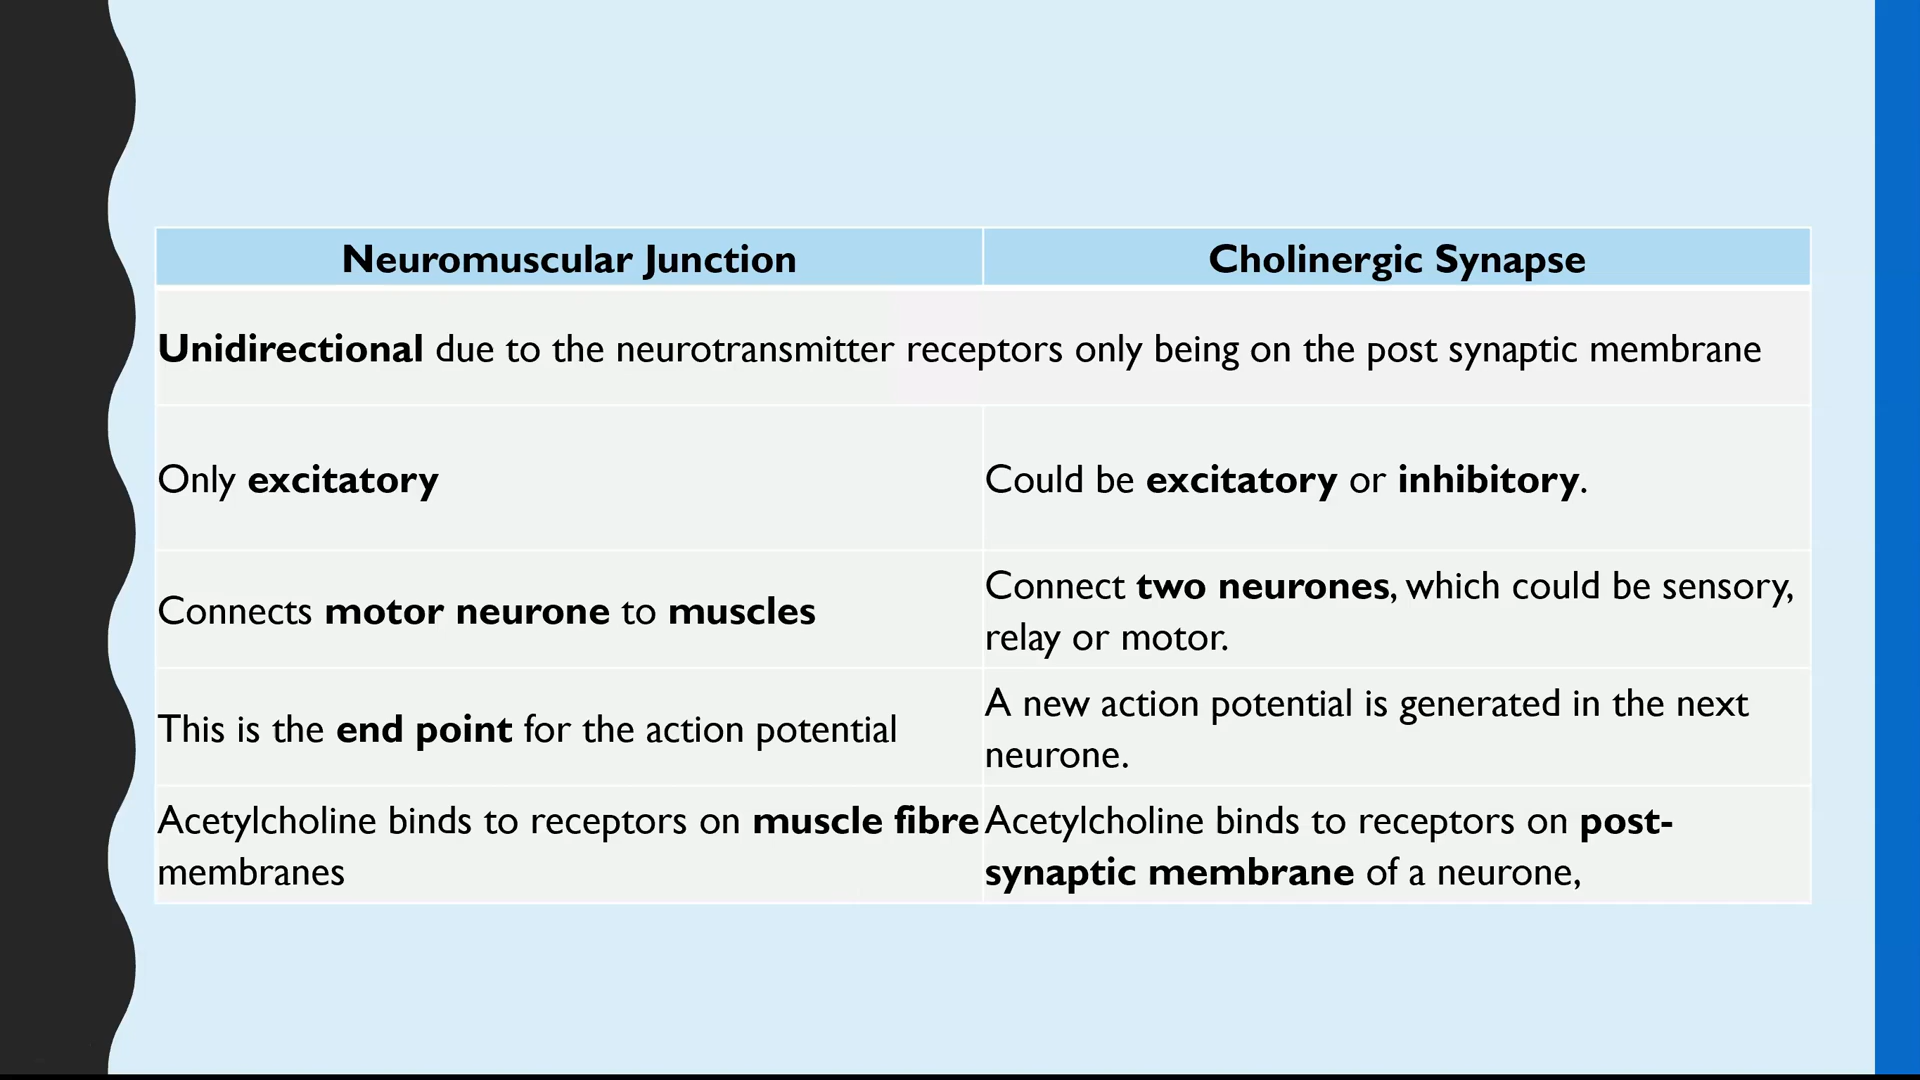 Neuromuscular Junction
Cholinergic Synapse
Unidirectional due to the neurotransmitter receptors only being on the post synaptic membrane
Only excitatory
Could be excitatory or inhibitory.
Connects motor neurone to muscles
Connect two neurones, which could be sensory,
relay or motor.
This is the end point for the action potential
A new action potential is generated in the next
neurone.
Acetylcholine binds to receptors on muscle fibre
membranes
Acetylcholine binds to receptors on post-
synaptic membrane of a neurone,